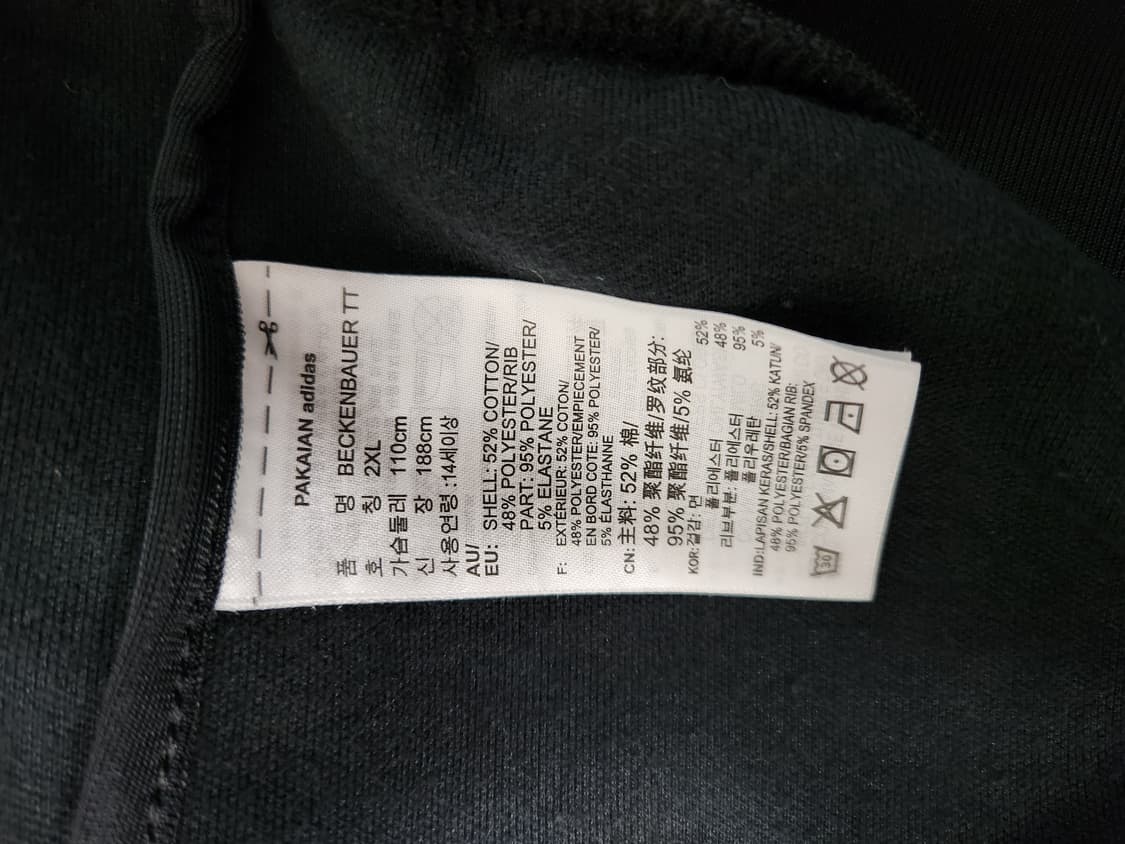 PAKAIAN adidas
품 명 BECKENBAUER TT
호 칭 2XL
가슴둘레 110cm
신 장 188cm
사용연령 :14세이상
AU/
EU: SHELL: 52% COTTON/
48% POLYESTER/RIB
PART: 95% POLYESTER/
5% ELASTANE
F: EXTÉRIEUR: 52% COTON/
48% POLYESTER/EMPIECEMENT
EN BORD COTE: 95% POLYESTER/
5% ÉLASTHANNE
CN: 主料: 52% 棉/
48% 聚酯纤维/罗纹部分:
95% 聚酯纤维/5% 氨纶
KOR: 겉감: 면 52%
폴리에스터 48%
리브부분: 폴리에스터 95%
폴리우레탄 5%
IND:LAPISAN KERAS/SHELL: 52% KATUN/
48% POLYESTER/BAGIAN RIB:
95% POLYESTER/5% SPANDEX
30